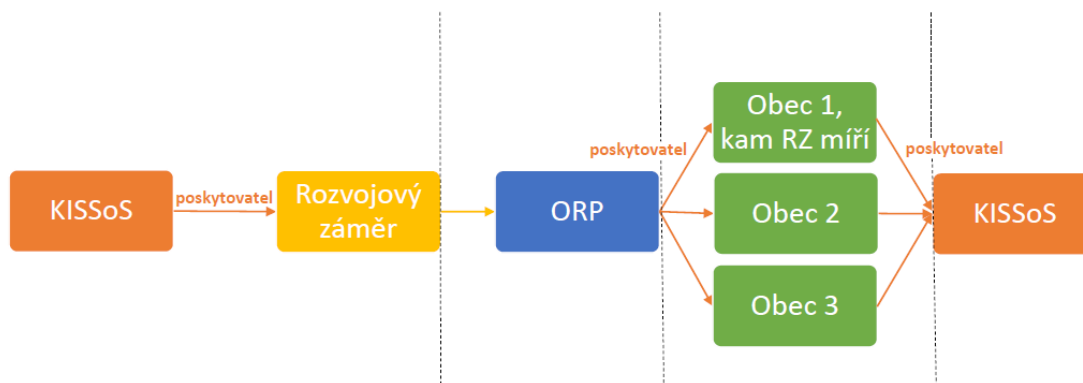 KISSoS
poskytovatel
Rozvojový
záměr
ORP
poskytovatel
Obec 1,
kam RZ míří
Obec 2
Obec 3
poskytovatel
KISSoS